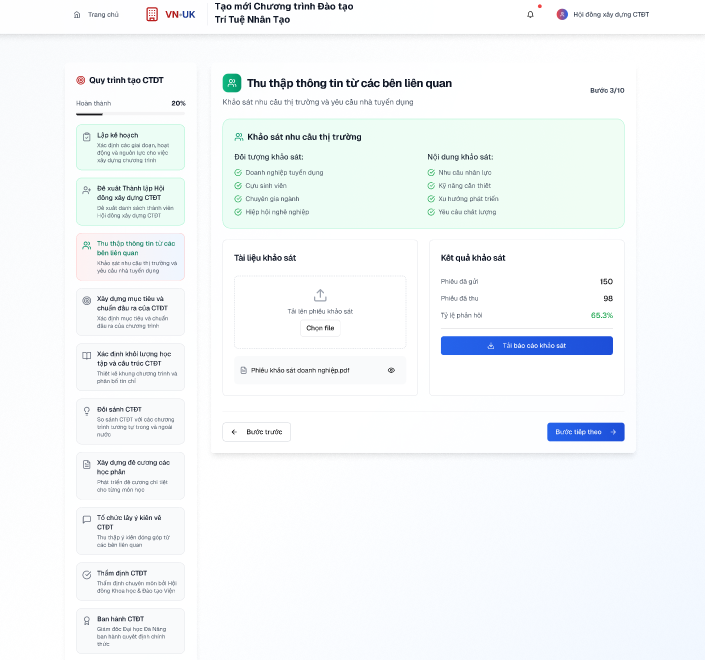 Trang chủ
VN-UK
Tạo mới Chương trình Đào tạo
Trí Tuệ Nhân Tạo
Hội đồng xây dựng CTĐT
Quy trình tạo CTĐT
Hoàn thành 20%
Lập kế hoạch
Xác định các giai đoạn, hoạt
động và nguồn lực cho việc
xây dựng chương trình
Đề xuất Thành lập Hội
đồng xây dựng CTĐT
Đề xuất danh sách thành viên
Hội đồng xây dựng CTĐT
Thu thập thông tin từ các
bên liên quan
Khảo sát nhu cầu thị trường và
yêu cầu nhà tuyển dụng
Xây dựng mục tiêu và
chuẩn đầu ra của CTĐT
Xác định mục tiêu và chuẩn
đầu ra của chương trình
Xác định khối lượng học
tập và cấu trúc CTĐT
Thiết kế khung chương trình và
phân bổ tín chỉ
Đối sánh CTĐT
So sánh CTĐT với các chương
trình tương tự trong và ngoài
nước
Xây dựng đề cương các
học phần
Phát triển đề cương chi tiết
cho từng môn học
Tổ chức lấy ý kiến về
CTĐT
Thu thập ý kiến đóng góp từ
các bên liên quan
Thẩm định CTĐT
Thẩm định chuyên môn bởi Hội
đồng Khoa học & Đào tạo Viện
Ban hành CTĐT
Giám đốc Đại học Đà Nẵng
ban hành quyết định chính
thức
Thu thập thông tin từ các bên liên quan
Khảo sát nhu cầu thị trường và yêu cầu nhà tuyển dụng
Bước 3/10
Khảo sát nhu cầu thị trường
Đối tượng khảo sát:
Doanh nghiệp tuyển dụng
Cựu sinh viên
Chuyên gia ngành
Hiệp hội nghề nghiệp
Nội dung khảo sát:
Nhu cầu nhân lực
Kỹ năng cần thiết
Xu hướng phát triển
Yêu cầu chất lượng
Tài liệu khảo sát
Tải lên phiếu khảo sát
Chọn file
Phiếu khảo sát doanh nghiệp.pdf
Kết quả khảo sát
Phiếu đã gửi 150
Phiếu đã thu 98
Tỷ lệ phản hồi 65.3%
Tải báo cáo khảo sát
Bước trước
Bước tiếp theo